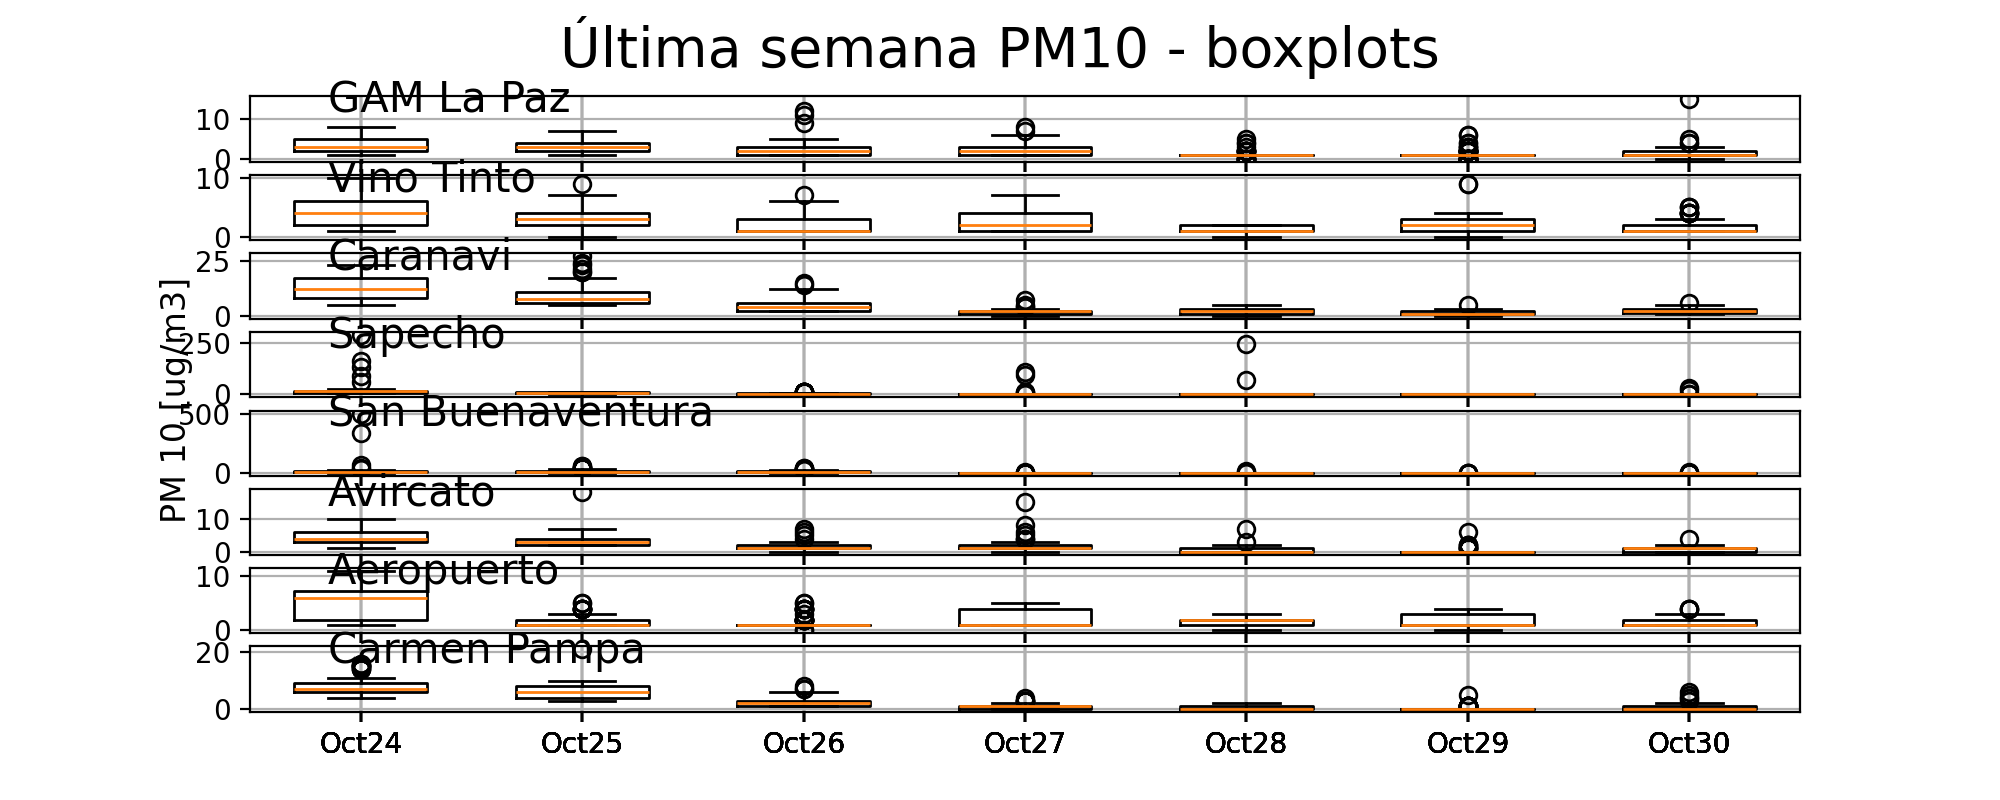 Última semana PM10 - boxplots
GAM La Paz
10
0
Vino Tinto
10
0
Caranavi
25
0
Sapecho
250
0
San Buenaventura
500
0
Avircato
10
0
Aeropuerto
10
0
Carmen Pampa
20
0
PM 10 [ug/m3]
Oct24 Oct25 Oct26 Oct27 Oct28 Oct29 Oct30